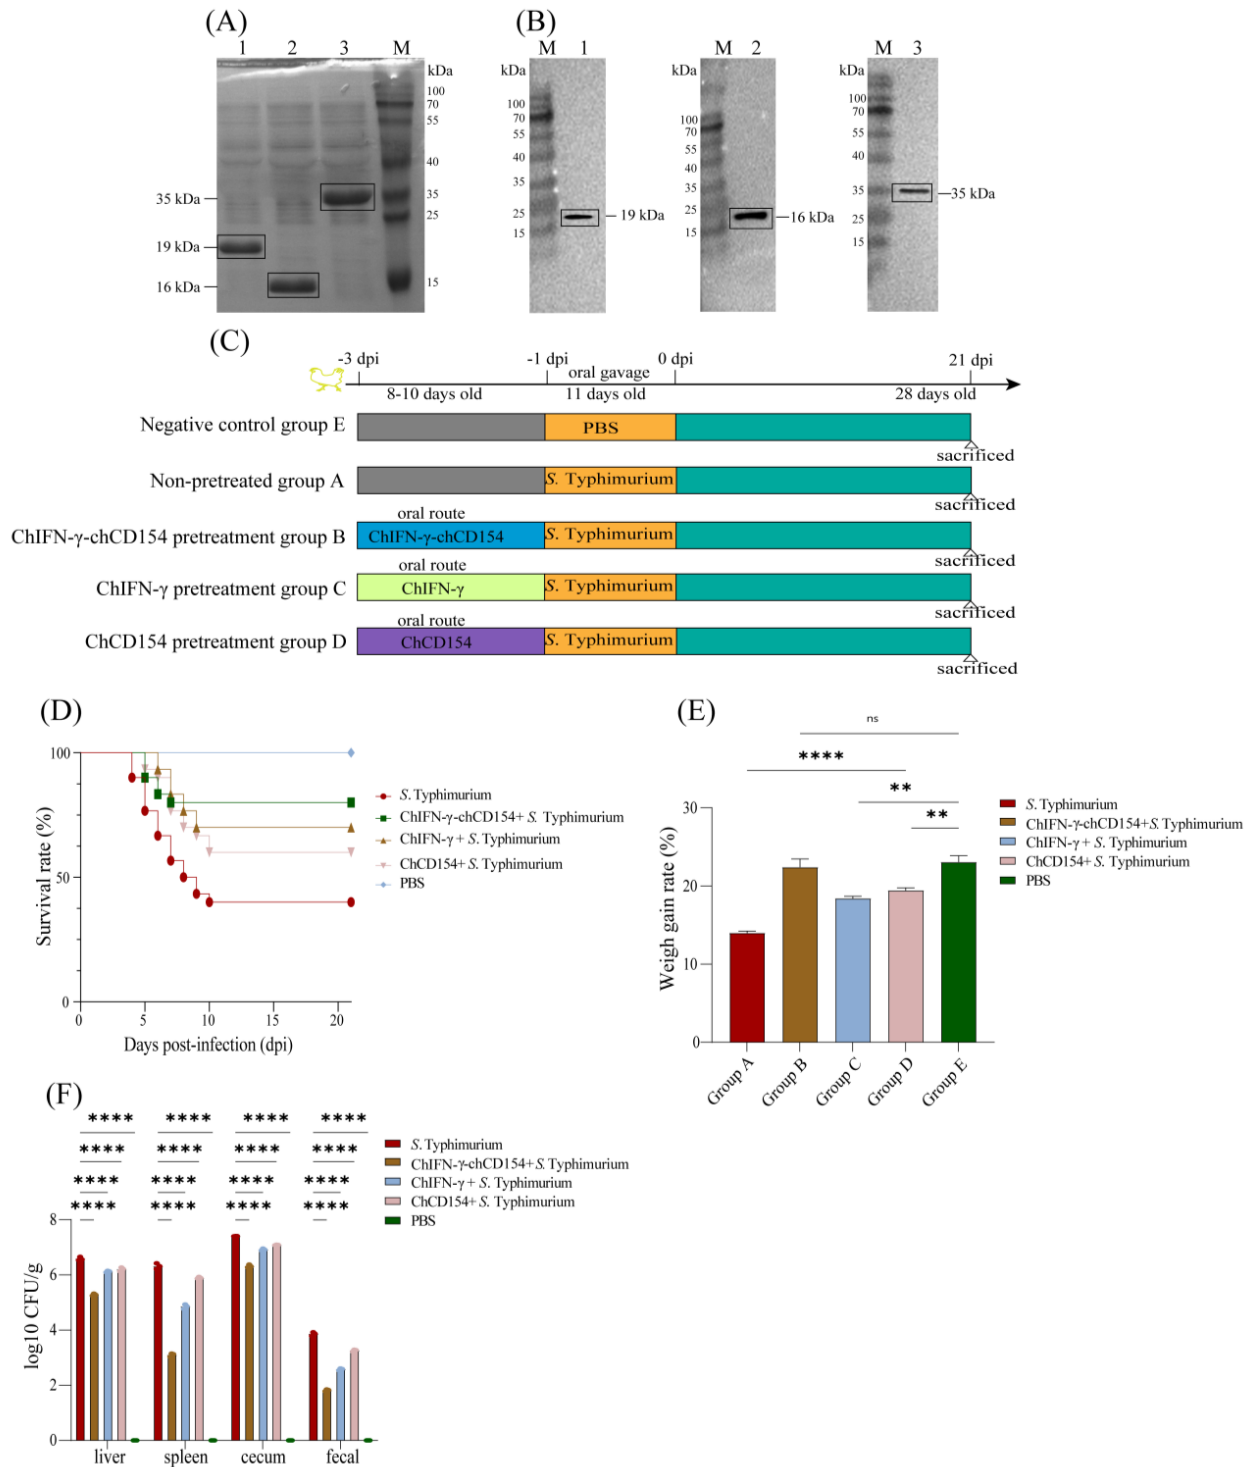 (A)
(B)
1 2 3 M
M 1
M 2
M 3
kDa
100
70
55
40
35
25
15
35 kDa
19 kDa
16 kDa
kDa
100
70
55
40
35
25
15
19 kDa
kDa
100
70
55
40
35
25
15
16 kDa
kDa
100
70
55
40
35
25
15
35 kDa
(C)
-3 dpi -1 dpi 0 dpi 21 dpi
oral gavage
8-10 days old 11 days old 28 days old
Negative control group E PBS
sacrificed
Non-pretreated group A S. Typhimurium
sacrificed
oral route
ChIFN-γ-chCD154 pretreatment group B ChIFN-γ-chCD154 S. Typhimurium
sacrificed
oral route
ChIFN-γ pretreatment group C ChIFN-γ S. Typhimurium
sacrificed
oral route
ChCD154 pretreatment group D ChCD154 S. Typhimurium
sacrificed
(D)
100
50
0
Survival rate (%)
0 5 10 15 20
Days post-infection (dpi)
S. Typhimurium
ChIFN-γ-chCD154+ S. Typhimurium
ChIFN-γ + S. Typhimurium
ChCD154+ S. Typhimurium
PBS
(E)
ns
****
**
**
30
20
10
0
Weigh gain rate (%)
Group A
Group B
Group C
Group D
Group E
S. Typhimurium
ChIFN-γ-chCD154+S. Typhimurium
ChIFN-γ + S. Typhimurium
ChCD154+ S. Typhimurium
PBS
(F)
**** **** **** ****
**** **** **** ****
**** **** **** ****
**** **** **** ****
8
6
4
2
0
log10 CFU/g
liver spleen cecum fecal
S. Typhimurium
ChIFN-γ-chCD154+S. Typhimurium
ChIFN-γ + S. Typhimurium
ChCD154+ S. Typhimurium
PBS